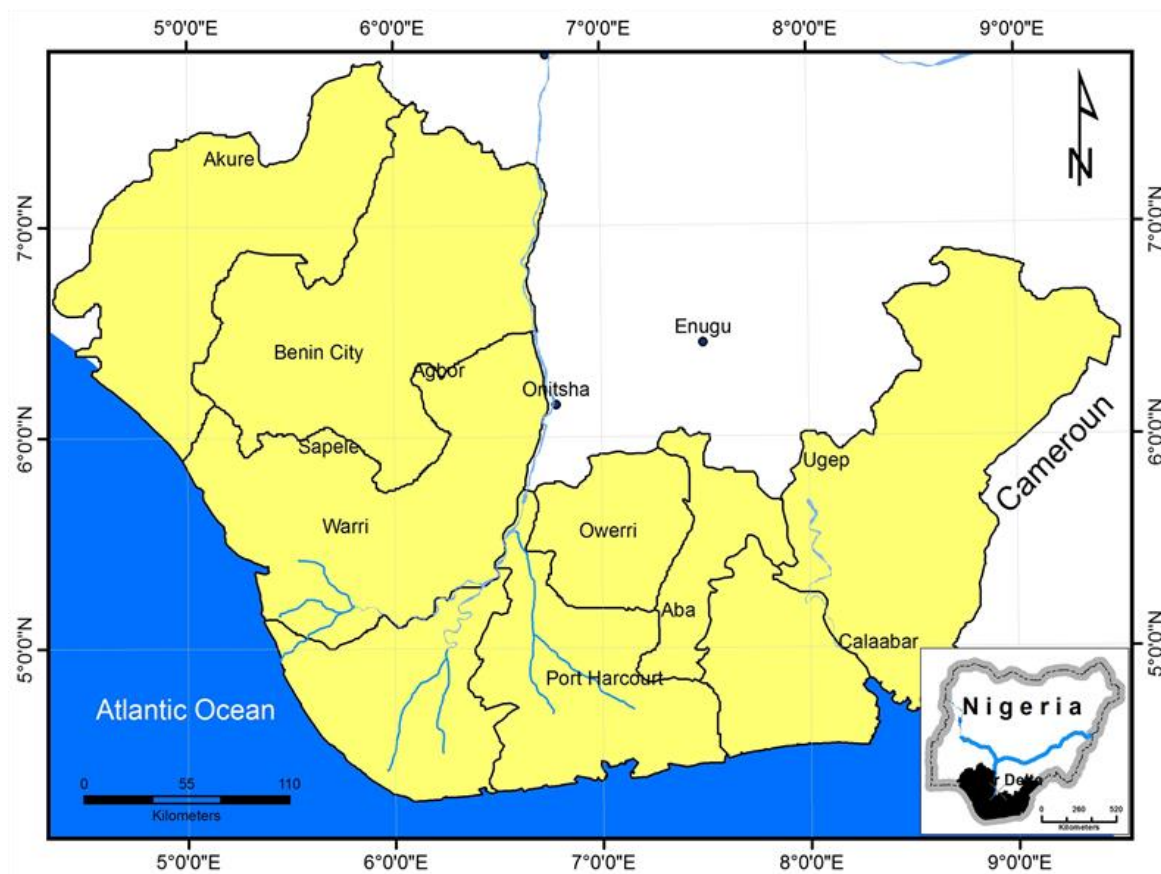 5°0'0"E 6°0'0"E 7°0'0"E 8°0'0"E 9°0'0"E
N
Akure
7°0'0"N 7°0'0"N
Enugu
Benin City
Agbor
Onitsha
6°0'0"N 6°0'0"N
Sapele
Ugep
Cameroun
Warri
Owerri
Aba
5°0'0"N 5°0'0"N
Calaabar
Port Harcourt
Atlantic Ocean
Nigeria
r Delta
0 55 110
Kilometers
0 260 520
Kilometers
5°0'0"E 6°0'0"E 7°0'0"E 8°0'0"E 9°0'0"E